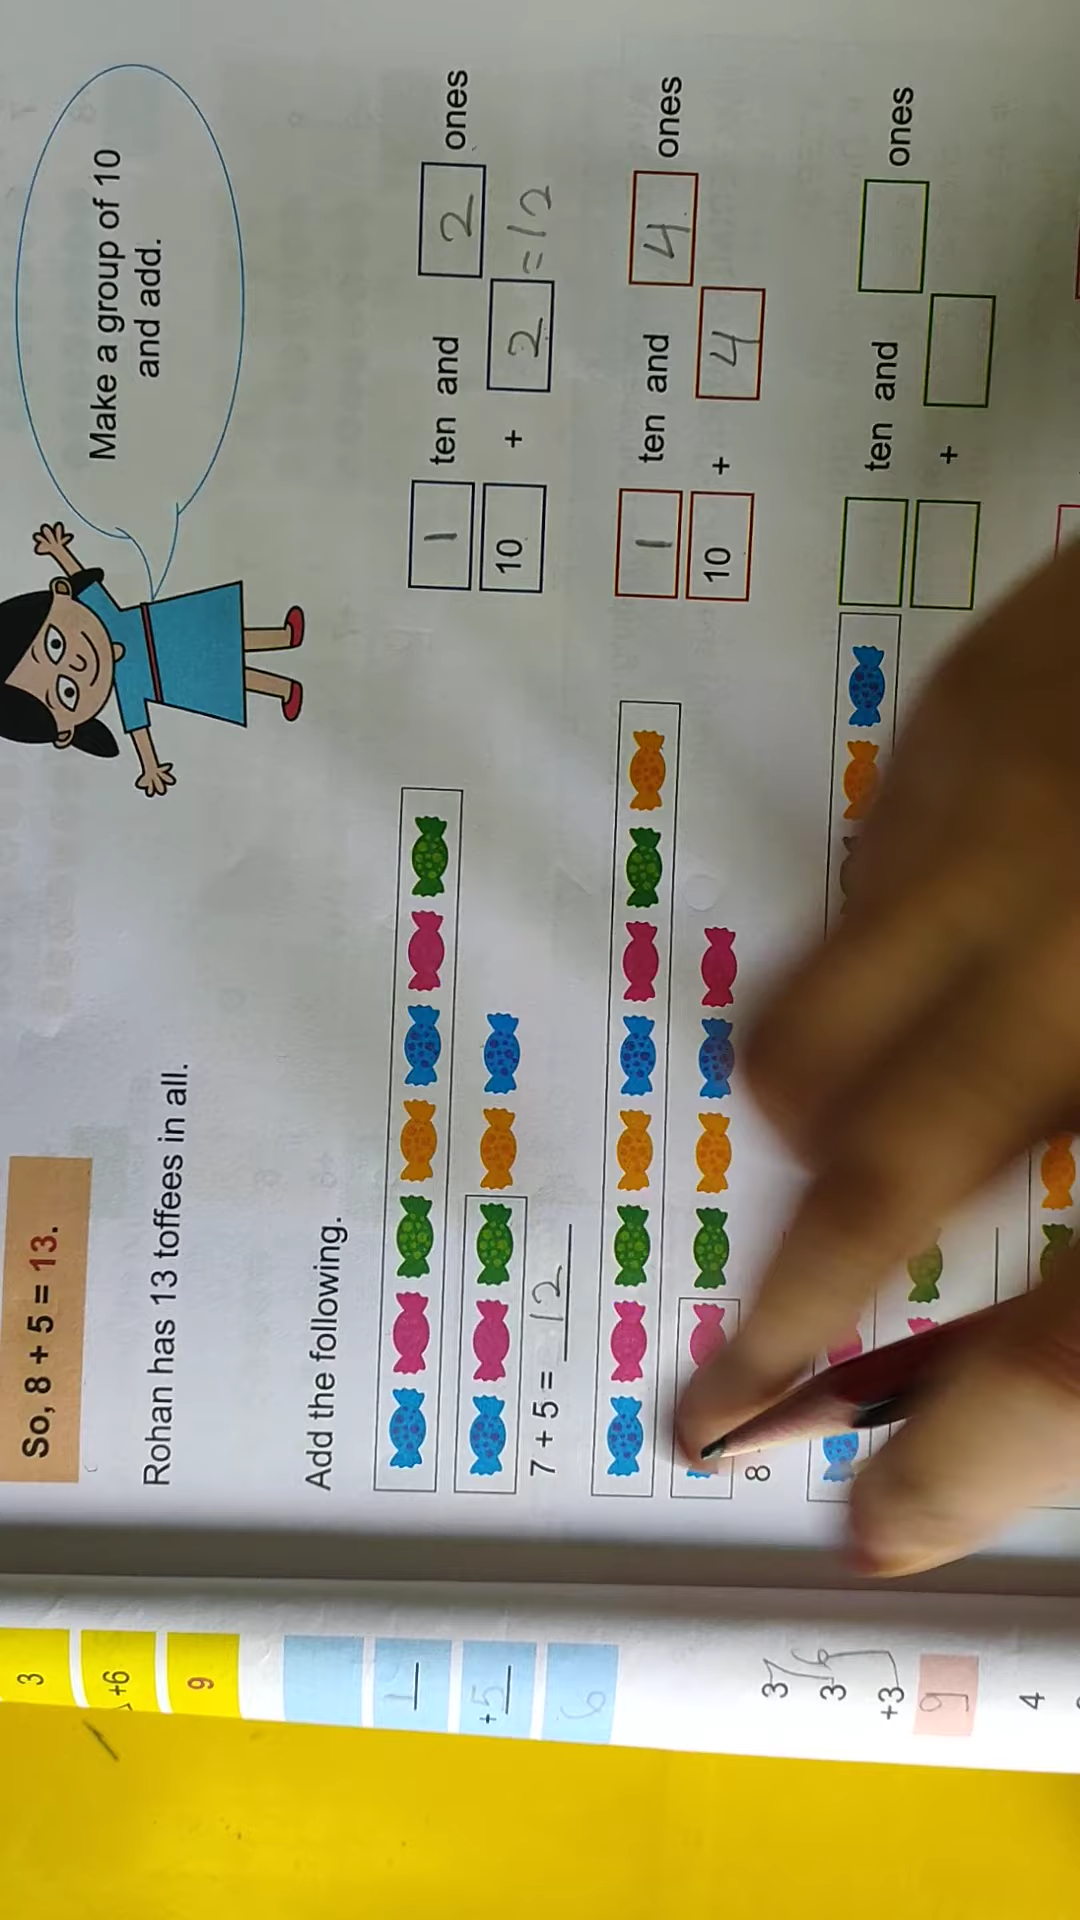 So, 8 + 5 = 13.
Make a group of 10
and add.
Rohan has 13 toffees in all.
Add the following.
1 ten and 2 ones
10 + 2 = 12
7 + 5 = 12
1 ten and 4 ones
10 + 4
8
ten and ones
+
3
+6
9
1
+5
6
3
3
+3
9
4